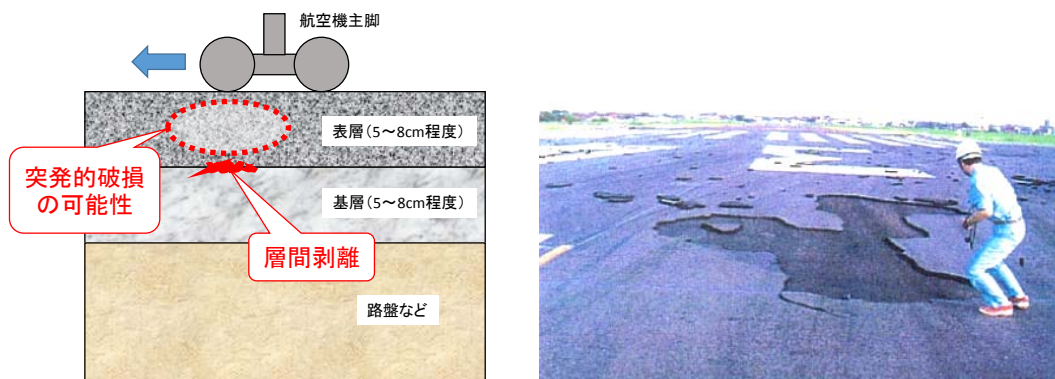 航空機主脚
表層(5～8cm程度)
突発的破損
の可能性
基層(5～8cm程度)
層間剥離
路盤など